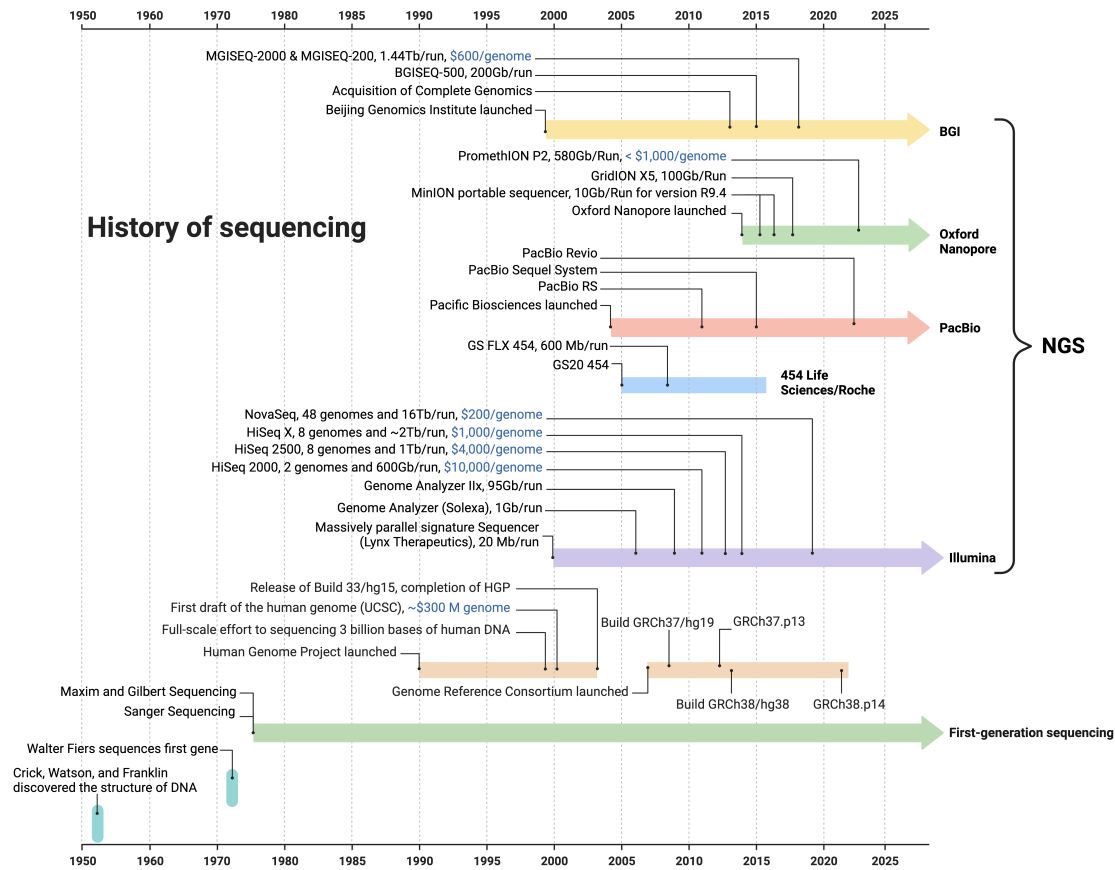 1950 1960 1970 1980 1985 1990 1995 2000 2005 2010 2015 2020 2025
MGISEQ-2000 & MGISEQ-200, 1.44Tb/run, $600/genome
BGISEQ-500, 200Gb/run
Acquisition of Complete Genomics
Beijing Genomics Institute launched
BGI
PromethION P2, 580Gb/Run, < $1,000/genome
GridION X5, 100Gb/Run
MinION portable sequencer, 10Gb/Run for version R9.4
Oxford Nanopore launched
History of sequencing
Oxford
Nanopore
PacBio Revio
PacBio Sequel System
PacBio RS
Pacific Biosciences launched
PacBio
NGS
GS FLX 454, 600 Mb/run
GS20 454
454 Life
Sciences/Roche
NovaSeq, 48 genomes and 16Tb/run, $200/genome
HiSeq X, 8 genomes and ~2Tb/run, $1,000/genome
HiSeq 2500, 8 genomes and 1Tb/run, $4,000/genome
HiSeq 2000, 2 genomes and 600Gb/run, $10,000/genome
Genome Analyzer IIx, 95Gb/run
Genome Analyzer (Solexa), 1Gb/run
Massively parallel signature Sequencer
(Lynx Therapeutics), 20 Mb/run
Illumina
Release of Build 33/hg15, completion of HGP
First draft of the human genome (UCSC), ~$300 M genome
Full-scale effort to sequencing 3 billion bases of human DNA
Human Genome Project launched
Build GRCh37/hg19
GRCh37.p13
Genome Reference Consortium launched
Build GRCh38/hg38
GRCh38.p14
Maxim and Gilbert Sequencing
Sanger Sequencing
First-generation sequencing
Walter Fiers sequences first gene
Crick, Watson, and Franklin
discovered the structure of DNA
1950 1960 1970 1980 1985 1990 1995 2000 2005 2010 2015 2020 2025